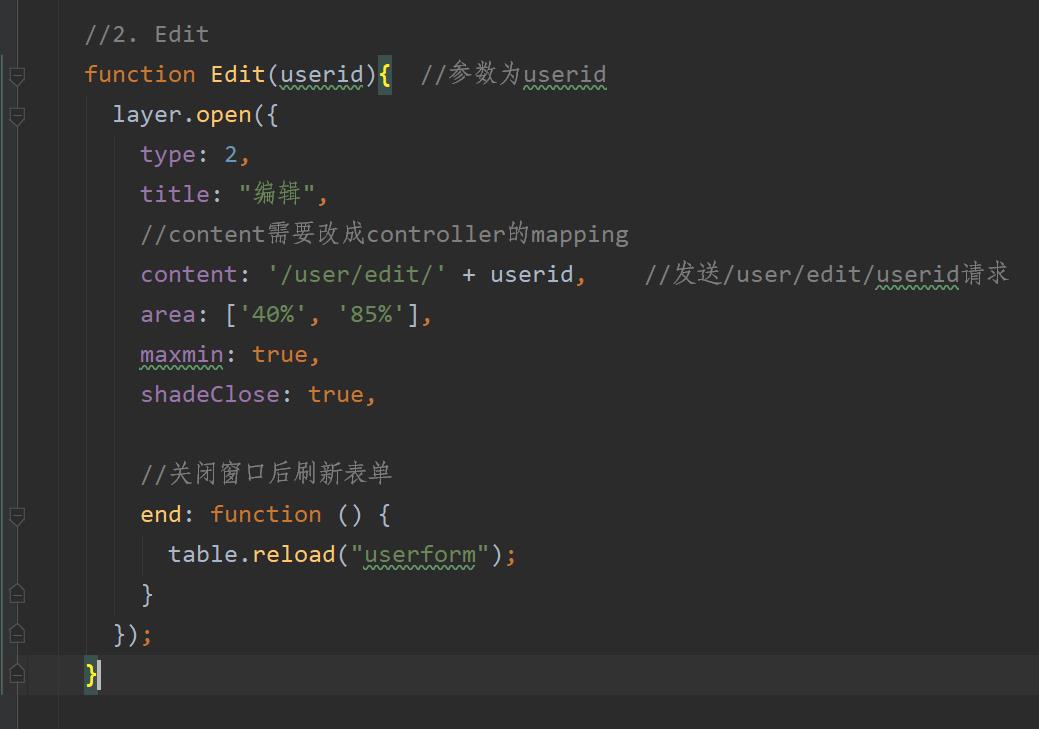 //2. Edit
function Edit(userid){  //参数为userid
layer.open({
type: 2,
title: "编辑",
//content需要改成controller的mapping
content: '/user/edit/' + userid,    //发送/user/edit/userid请求
area: ['40%', '85%'],
maxmin: true,
shadeClose: true,
//关闭窗口后刷新表单
end: function () {
table.reload("userform");
}
});
}